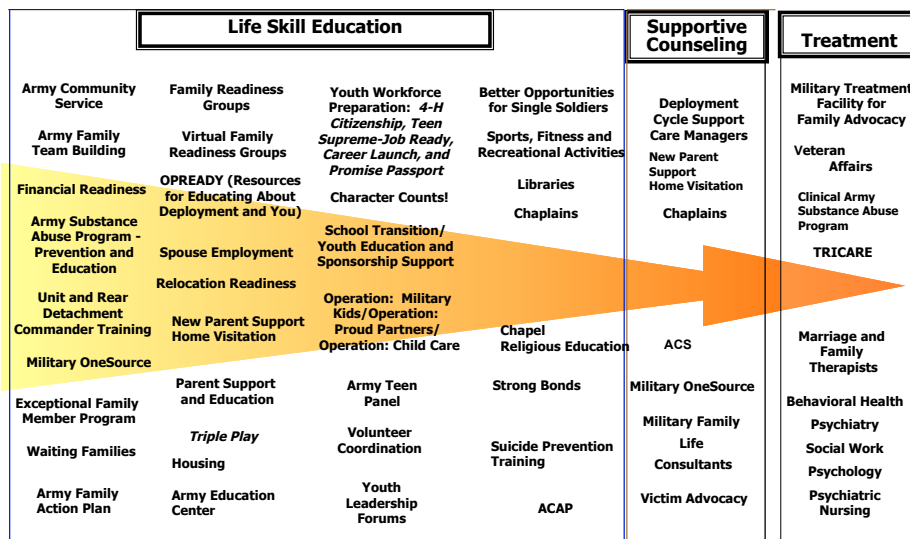 Life Skill Education
Supportive
Counseling
Treatment
Army Community
Service
Army Family
Team Building
Financial Readiness
Army Substance
Abuse Program -
Prevention and
Education
Unit and Rear
Detachment
Commander Training
Military OneSource
Exceptional Family
Member Program
Waiting Families
Army Family
Action Plan
Family Readiness
Groups
Virtual Family
Readiness Groups
OPREADY (Resources
for Educating About
Deployment and You)
Spouse Employment
Relocation Readiness
New Parent Support
Home Visitation
Parent Support
and Education
Triple Play
Housing
Army Education
Center
Youth Workforce
Preparation: 4-H
Citizenship, Teen
Supreme-Job Ready,
Career Launch, and
Promise Passport
Character Counts!
School Transition/
Youth Education and
Sponsorship Support
Operation: Military
Kids/Operation:
Proud Partners/
Operation: Child Care
Army Teen
Panel
Volunteer
Coordination
Youth
Leadership
Forums
Better Opportunities
for Single Soldiers
Sports, Fitness and
Recreational Activities
Libraries
Chaplains
Chapel
Religious Education
Strong Bonds
Suicide Prevention
Training
ACAP
Deployment
Cycle Support
Care Managers
New Parent
Support
Home Visitation
Chaplains
ACS
Military OneSource
Military Family
Life
Consultants
Victim Advocacy
Military Treatment
Facility for
Family Advocacy
Veteran
Affairs
Clinical Army
Substance Abuse
Program
TRICARE
Marriage and
Family
Therapists
Behavioral Health
Psychiatry
Social Work
Psychology
Psychiatric
Nursing